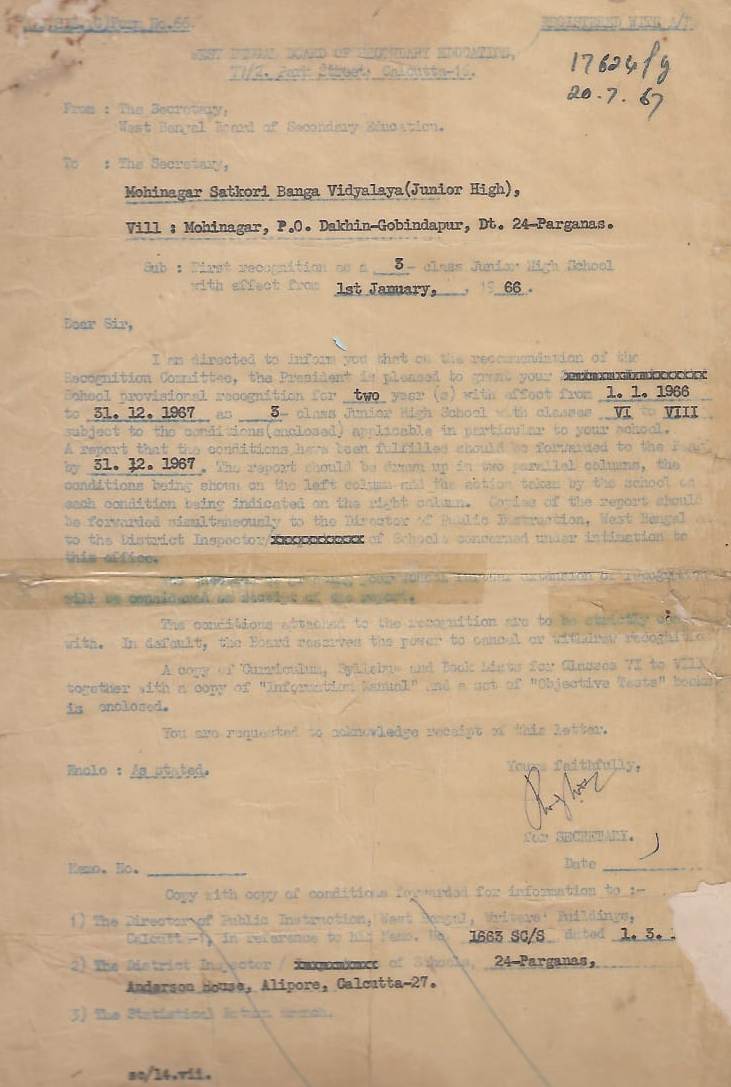 Form No.66
REGISTERED WITH A/D
WEST BENGAL BOARD OF SECONDARY EDUCATION,
77/2, Park Street, Calcutta-16.
20.7.67
From : The Secretary,
West Bengal Board of Secondary Education.
To : The Secretary,
Mohinagar Satkori Banga Vidyalaya(Junior High),
Vill : Mohinagar, P.O. Dakhin-Gobindapur, Dt. 24-Parganas.
Sub : First recognition as a 3- class Junior High School
with effect from 1st January, 1966.
Dear Sir,
I am directed to inform you that on the recommendation of the
Recognition Committee, the President is pleased to grant your
School provisional recognition for two year (s) with effect from 1. 1. 1966
to 31. 12. 1967 as 3- class Junior High School with classes VI to VIII
subject to the conditions(enclosed) applicable in particular to your school.
A report that the conditions have been fulfilled should be forwarded to the
by 31. 12. 1967. The report should be drawn up in two parallel columns, the
conditions being shown on the left column and the action taken by the school on
each condition being indicated on the right column. Copies of the report should
be forwarded simultaneously to the Director of Public Instruction, West Bengal
to the District Inspector/ of Schools concerned under intimation to
this office.
your school further extension of recognition
will be considered on receipt of the report.
The conditions attached to the recognition are to be strictly
with. In default, the Board reserves the power to cancel or withdraw recognition
A copy of Curriculum, Syllabus and Book Lists for Classes VI to VIII
together with a copy of "Information Manual" and a set of "Objective Tests"
is enclosed.
You are requested to acknowledge receipt of this letter.
Enclo : As stated.
Yours faithfully,
for SECRETARY.
Memo. No.
Date
Copy with copy of conditions forwarded for information to :-
1) The Director of Public Instruction, West Bengal, Writers' Buildings,
Calcutta-1, in reference to his Memo. No. 1663 SC/S dated 1. 3.
2) The District Inspector / of Schools, 24-Parganas,
Anderson House, Alipore, Calcutta-27.
3) The Statistical Return Branch.
sc/14.vii.